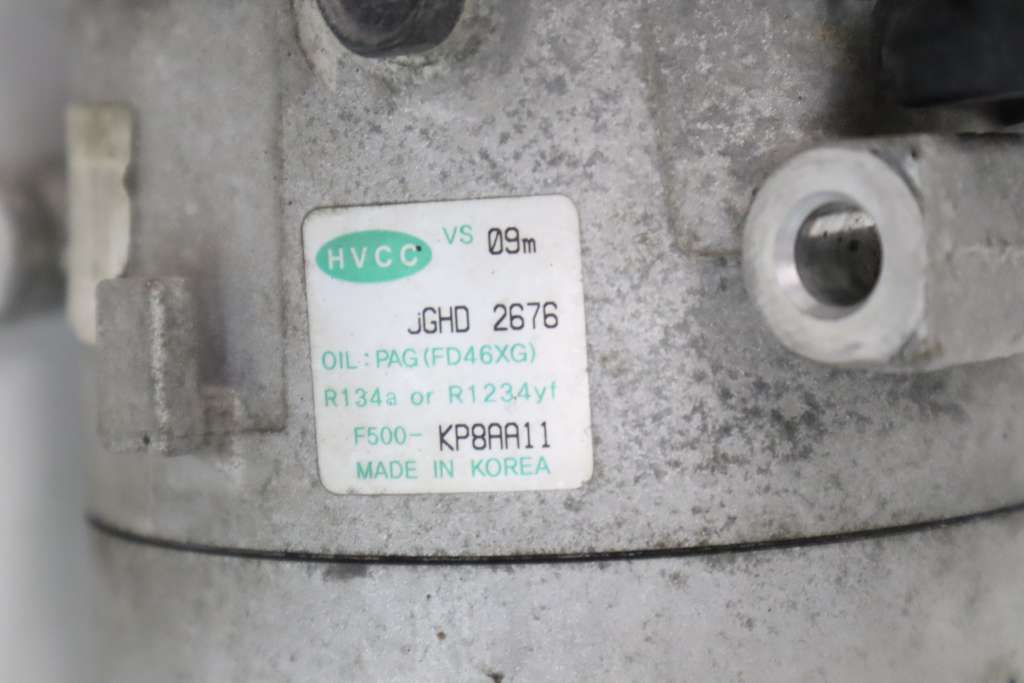 HVCC VS 09m
JGHD 2676
OIL : PAG (FD46XG)
R134a or R1234yf
F500- KP8AA11
MADE IN KOREA